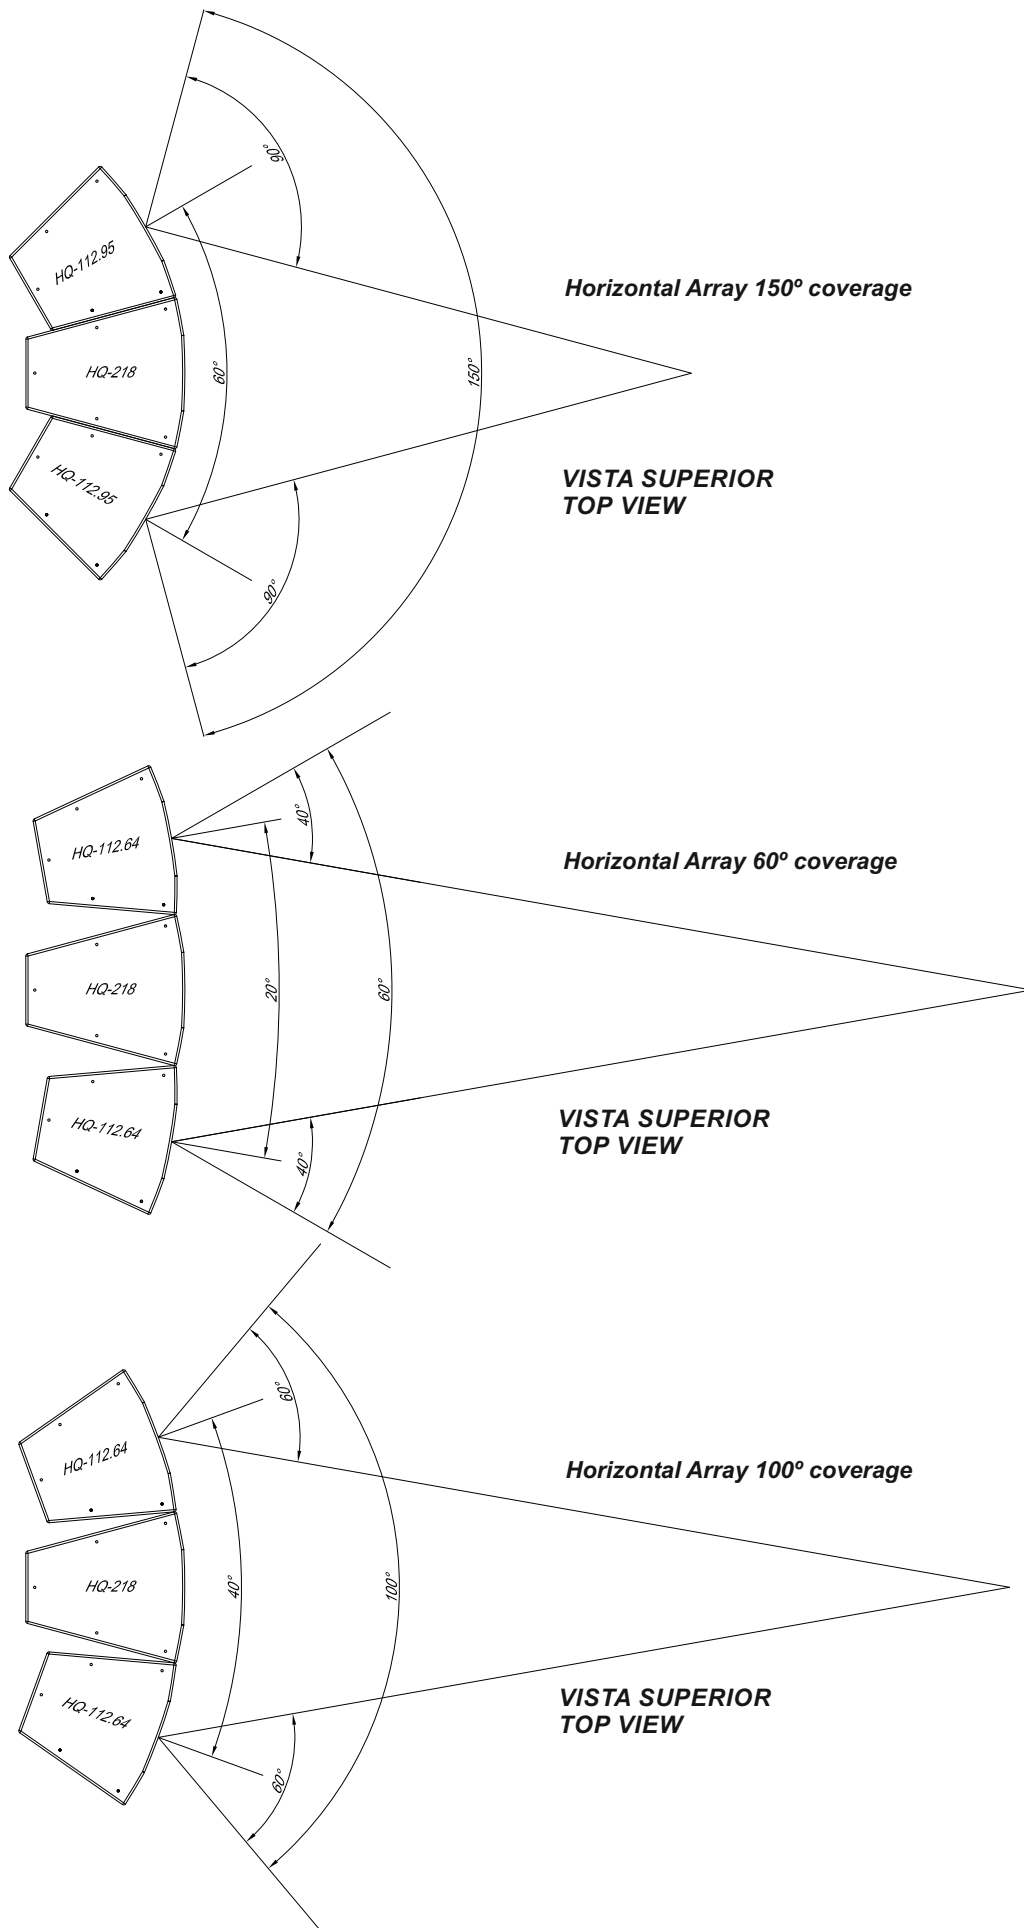 90°
HQ-112.95
Horizontal Array 150º coverage
HQ-218
60°
150°
HQ-112.95
VISTA SUPERIOR
TOP VIEW
90°
40°
HQ-112.64
Horizontal Array 60º coverage
HQ-218
20°
60°
HQ-112.64
VISTA SUPERIOR
TOP VIEW
40°
60°
HQ-112.64
Horizontal Array 100º coverage
HQ-218
40°
100°
HQ-112.64
VISTA SUPERIOR
TOP VIEW
60°